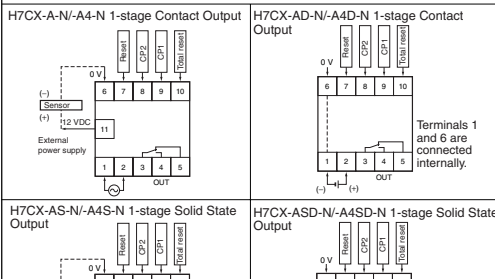 H7CX-A-N/-A4-N 1-stage Contact Output
Reset
CP2
CP1
Total reset
0 V
6 7 8 9 10
(–)
Sensor
(+)
12 VDC
11
External
power supply
1 2 3 4 5
OUT
H7CX-AD-N/-A4D-N 1-stage Contact
Output
Reset
CP2
CP1
Total reset
0 V
6 7 8 9 10
Terminals 1
and 6 are
connected
internally.
1 2 3 4 5
OUT
(–) (+)
H7CX-AS-N/-A4S-N 1-stage Solid State
Output
Reset
CP2
CP1
Total reset
0 V
H7CX-ASD-N/-A4SD-N 1-stage Solid State
Output
Reset
CP2
CP1
Total reset
0 V